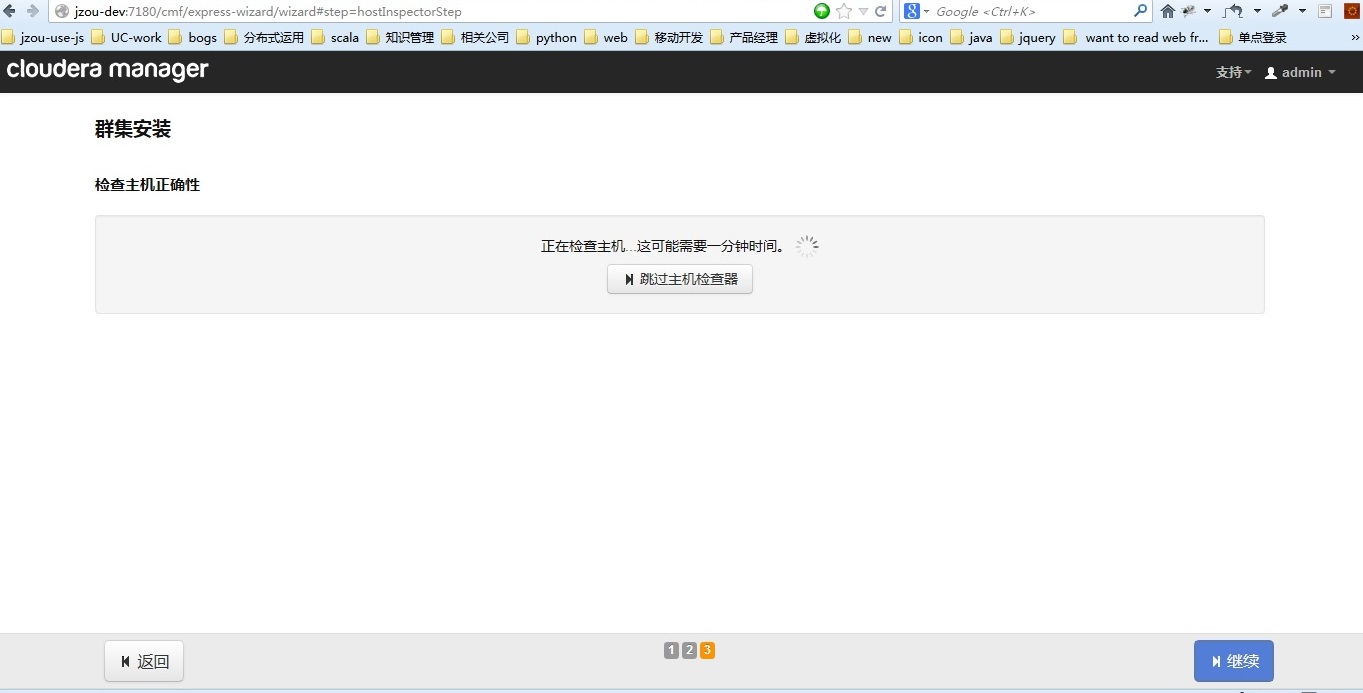 jzou-dev:7180/cmf/express-wizard/wizard#step=hostInspectorStep
Google <Ctrl+K>
jzou-use-js UC-work bogs 分布式运用 scala 知识管理 相关公司 python web 移动开发 产品经理 虚拟化 new icon java jquery want to read web fr... 单点登录 »
cloudera manager 支持 admin
群集安装
检查主机正确性
正在检查主机...这可能需要一分钟时间。
跳过主机检查器
返回 1 2 3 继续